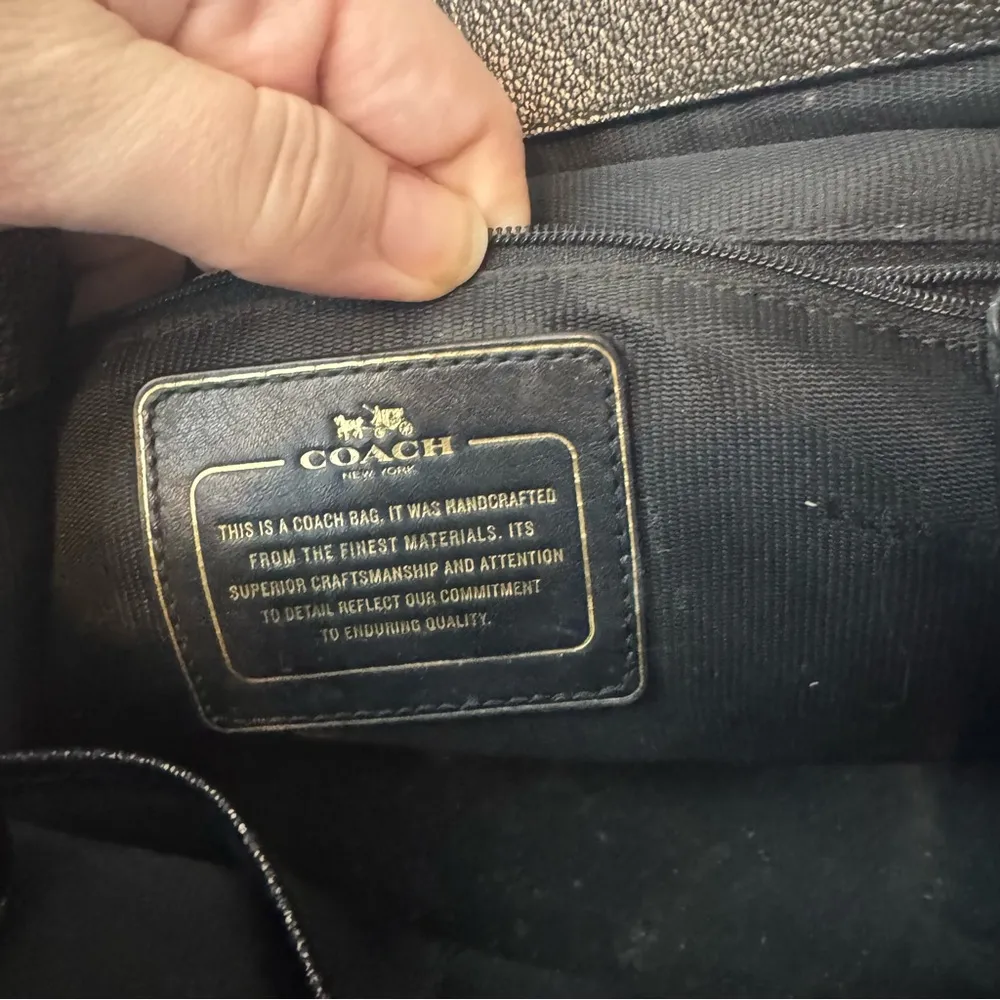 COACH
NEW YORK
THIS IS A COACH BAG, IT WAS HANDCRAFTED
FROM THE FINEST MATERIALS. ITS
SUPERIOR CRAFTSMANSHIP AND ATTENTION
TO DETAIL REFLECT OUR COMMITMENT
TO ENDURING QUALITY.